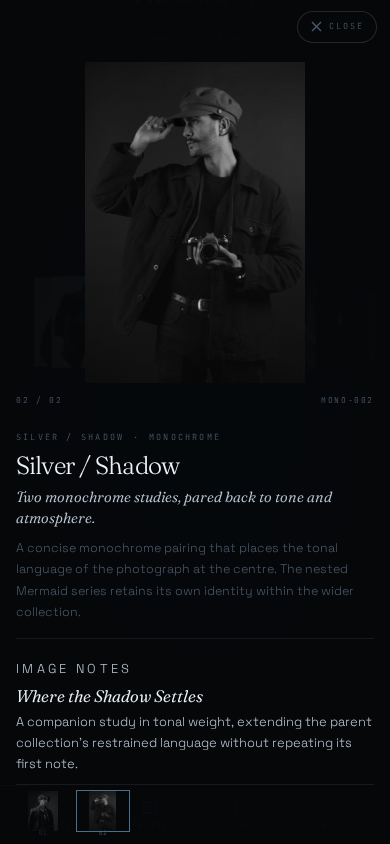 CLOSE
02 / 02
MONO-002
SILVER / SHADOW · MONOCHROME
Silver / Shadow
Two monochrome studies, pared back to tone and
atmosphere.
A concise monochrome pairing that places the tonal
language of the photograph at the centre. The nested
Mermaid series retains its own identity within the wider
collection.
IMAGE NOTES
Where the Shadow Settles
A companion study in tonal weight, extending the parent
collection's restrained language without repeating its
first note.